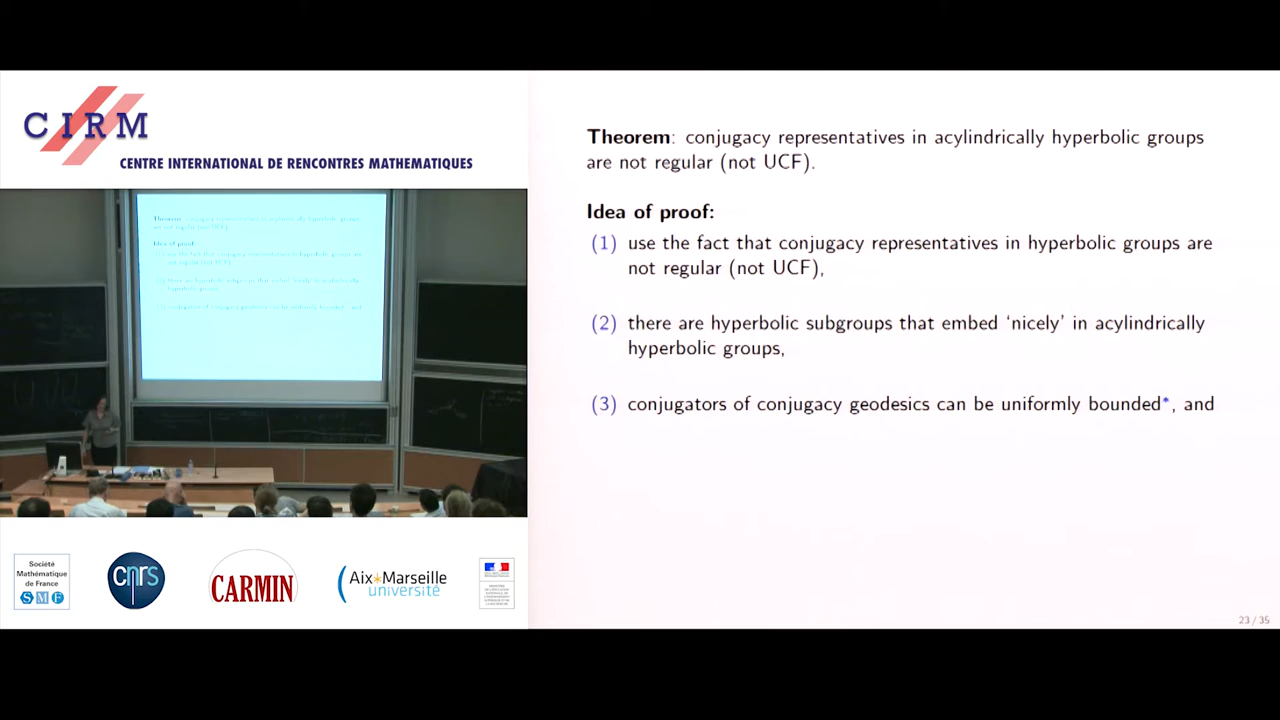 CIRM
CENTRE INTERNATIONAL DE RENCONTRES MATHEMATIQUES
Theorem: conjugacy representatives in acylindrically hyperbolic groups
are not regular (not UCF).
Idea of proof:
(1) use the fact that conjugacy representatives in hyperbolic groups are
not regular (not UCF),
(2) there are hyperbolic subgroups that embed ‘nicely’ in acylindrically
hyperbolic groups,
(3) conjugators of conjugacy geodesics can be uniformly bounded*, and
23 / 35
Société
Mathématique
de France
SMF
cnrs
CARMIN
Aix*Marseille
université